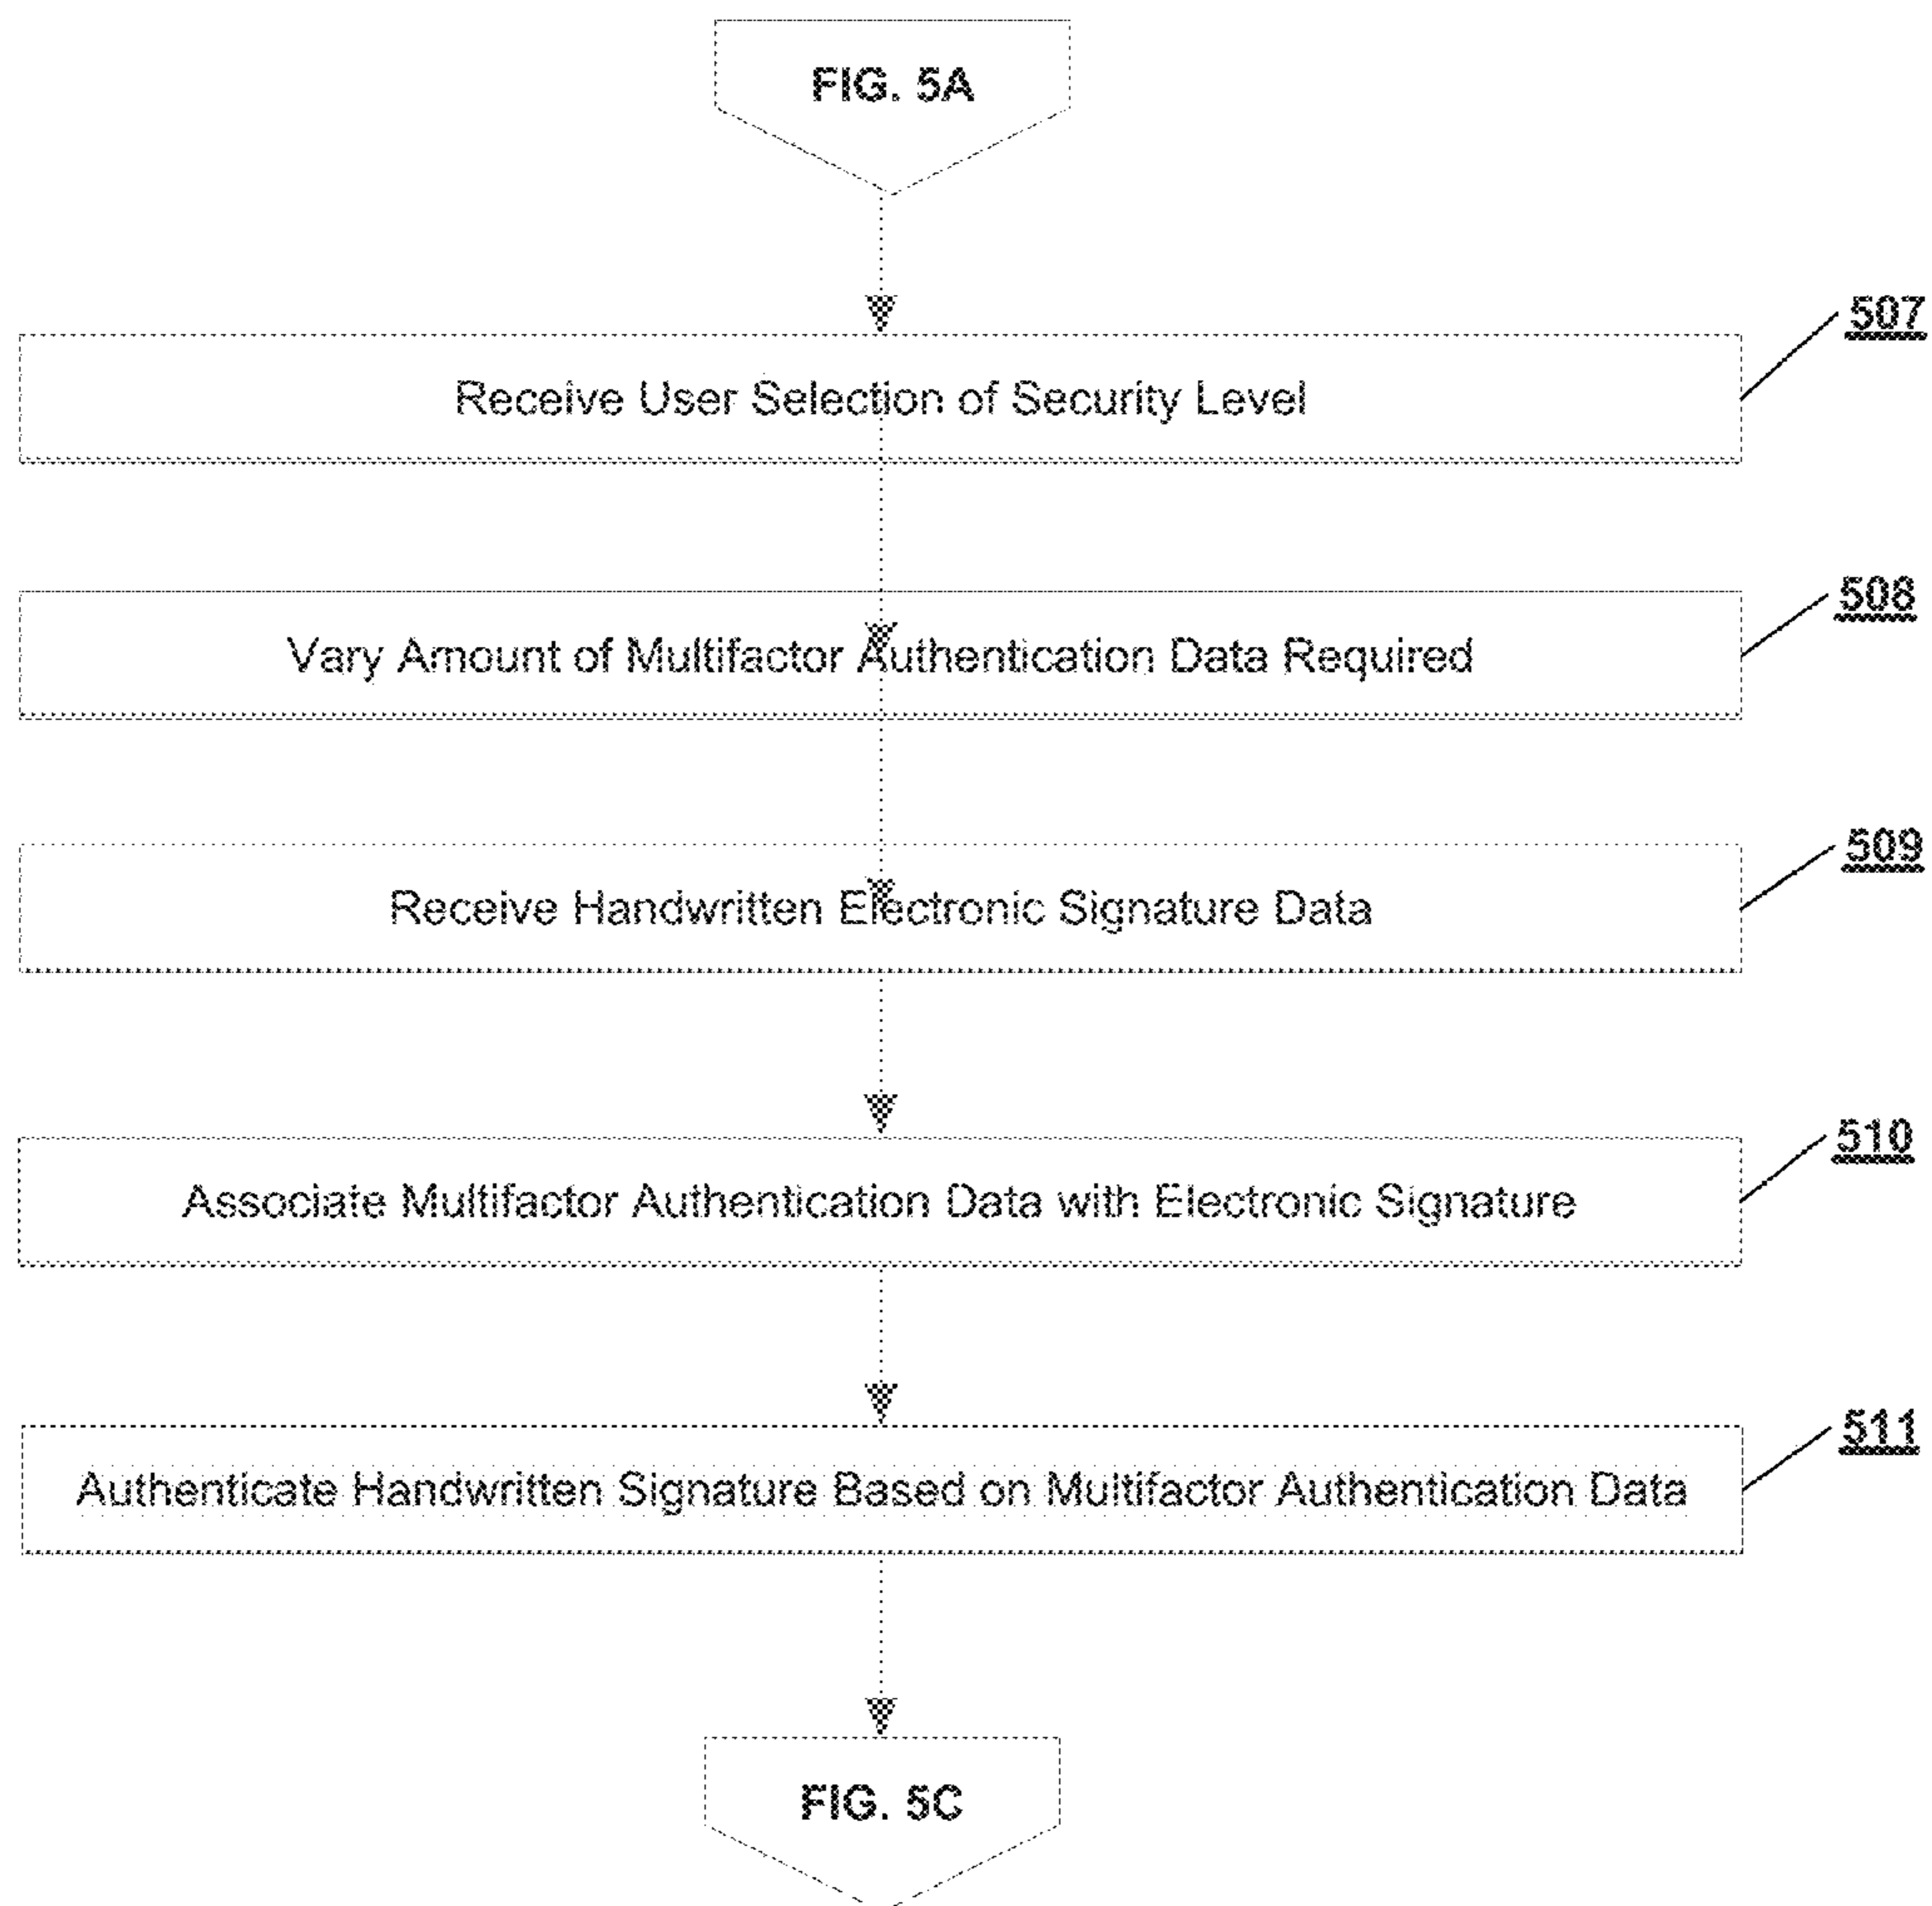 FIG. 5A
507
Receive User Selection of Security Level
508
Vary Amount of Multifactor Authentication Data Required
509
Receive Handwritten Electronic Signature Data
510
Associate Multifactor Authentication Data with Electronic Signature
511
Authenticate Handwritten Signature Based on Multifactor Authentication Data
FIG. 5C